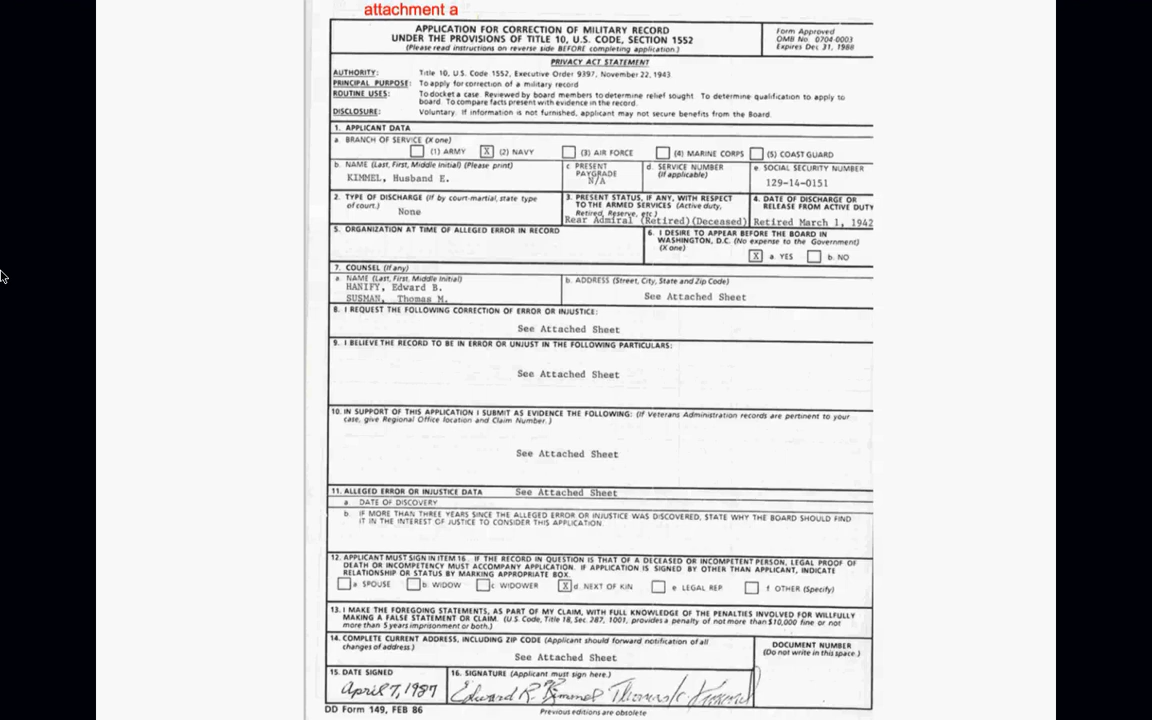 attachment a
APPLICATION FOR CORRECTION OF MILITARY RECORD
UNDER THE PROVISIONS OF TITLE 10, U.S. CODE, SECTION 1552
(Please read instructions on reverse side BEFORE completing application.)
Form Approved
OMB No. 0704-0003
Expires Dec 31, 1988
PRIVACY ACT STATEMENT
AUTHORITY: Title 10, U.S. Code 1552, Executive Order 9397, November 22, 1943
PRINCIPAL PURPOSE: To apply for correction of a military record
ROUTINE USES: To docket a case. Reviewed by board members to determine relief sought. To determine qualification to apply to
board. To compare facts present with evidence in the record.
DISCLOSURE: Voluntary. If information is not furnished, applicant may not secure benefits from the Board.
1. APPLICANT DATA
a. BRANCH OF SERVICE (X one)
(1) ARMY X (2) NAVY (3) AIR FORCE (4) MARINE CORPS (5) COAST GUARD
b. NAME (Last, First, Middle Initial) (Please print)
KIMMEL, Husband E.
c PRESENT
PAYGRADE
N/A
d. SERVICE NUMBER
(If applicable)
e. SOCIAL SECURITY NUMBER
129-14-0151
2. TYPE OF DISCHARGE (If by court-martial, state type
of court.)
None
3. PRESENT STATUS, IF ANY, WITH RESPECT
TO THE ARMED SERVICES (Active duty,
Retired, Reserve, etc.)
Rear Admiral (Retired)(Deceased)
4. DATE OF DISCHARGE OR
RELEASE FROM ACTIVE DUTY
Retired March 1, 1942
5. ORGANIZATION AT TIME OF ALLEGED ERROR IN RECORD
6. I DESIRE TO APPEAR BEFORE THE BOARD IN
WASHINGTON, D.C. (No expense to the Government)
(X one)
X a. YES b. NO
7. COUNSEL (If any)
a. NAME (Last, First, Middle Initial)
HANIFY, Edward B.
SUSMAN, Thomas M.
b. ADDRESS (Street, City, State and Zip Code)
See Attached Sheet
8. I REQUEST THE FOLLOWING CORRECTION OF ERROR OR INJUSTICE:
See Attached Sheet
9. I BELIEVE THE RECORD TO BE IN ERROR OR UNJUST IN THE FOLLOWING PARTICULARS:
See Attached Sheet
10. IN SUPPORT OF THIS APPLICATION I SUBMIT AS EVIDENCE THE FOLLOWING: (If Veterans Administration records are pertinent to your
case, give Regional Office location and Claim Number.)
See Attached Sheet
11. ALLEGED ERROR OR INJUSTICE DATA See Attached Sheet
a. DATE OF DISCOVERY
b IF MORE THAN THREE YEARS SINCE THE ALLEGED ERROR OR INJUSTICE WAS DISCOVERED, STATE WHY THE BOARD SHOULD FIND
IT IN THE INTEREST OF JUSTICE TO CONSIDER THIS APPLICATION.
12. APPLICANT MUST SIGN IN ITEM 16. IF THE RECORD IN QUESTION IS THAT OF A DECEASED OR INCOMPETENT PERSON, LEGAL PROOF OF
DEATH OR INCOMPETENCY MUST ACCOMPANY APPLICATION. IF APPLICATION IS SIGNED BY OTHER THAN APPLICANT, INDICATE
RELATIONSHIP OR STATUS BY MARKING APPROPRIATE BOX.
a SPOUSE b. WIDOW c WIDOWER X d. NEXT OF KIN e LEGAL REP f OTHER (Specify)
13. I MAKE THE FOREGOING STATEMENTS, AS PART OF MY CLAIM, WITH FULL KNOWLEDGE OF THE PENALTIES INVOLVED FOR WILLFULLY
MAKING A FALSE STATEMENT OR CLAIM. (U.S. Code, Title 18, Sec. 287, 1001, provides a penalty of not more than $10,000 fine or not
more than 5 years imprisonment or both.)
14. COMPLETE CURRENT ADDRESS, INCLUDING ZIP CODE (Applicant should forward notification of all
changes of address.)
See Attached Sheet
DOCUMENT NUMBER
(Do not write in this space.)
15. DATE SIGNED
April 7, 1987
16. SIGNATURE (Applicant must sign here.)
Edward R. Kimmel Thomas K. Kimmel
DD Form 149, FEB 86
Previous editions are obsolete